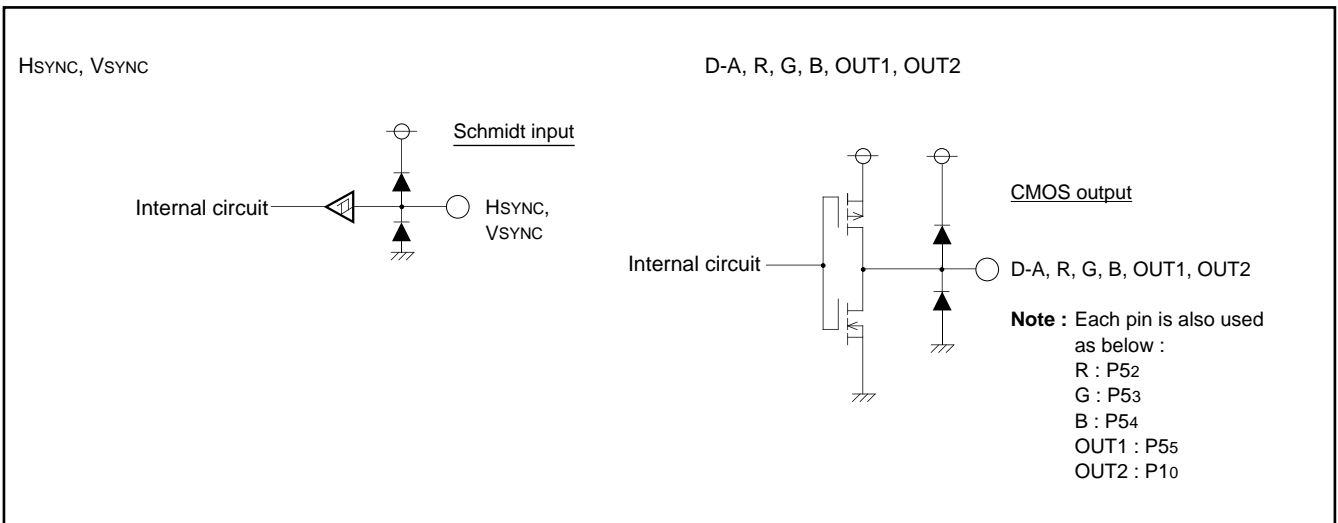 HSYNC, VSYNC
Schmidt input
Internal circuit
HSYNC,
VSYNC
D-A, R, G, B, OUT1, OUT2
CMOS output
Internal circuit
D-A, R, G, B, OUT1, OUT2
Note : Each pin is also used
as below :
R : P52
G : P53
B : P54
OUT1 : P55
OUT2 : P10